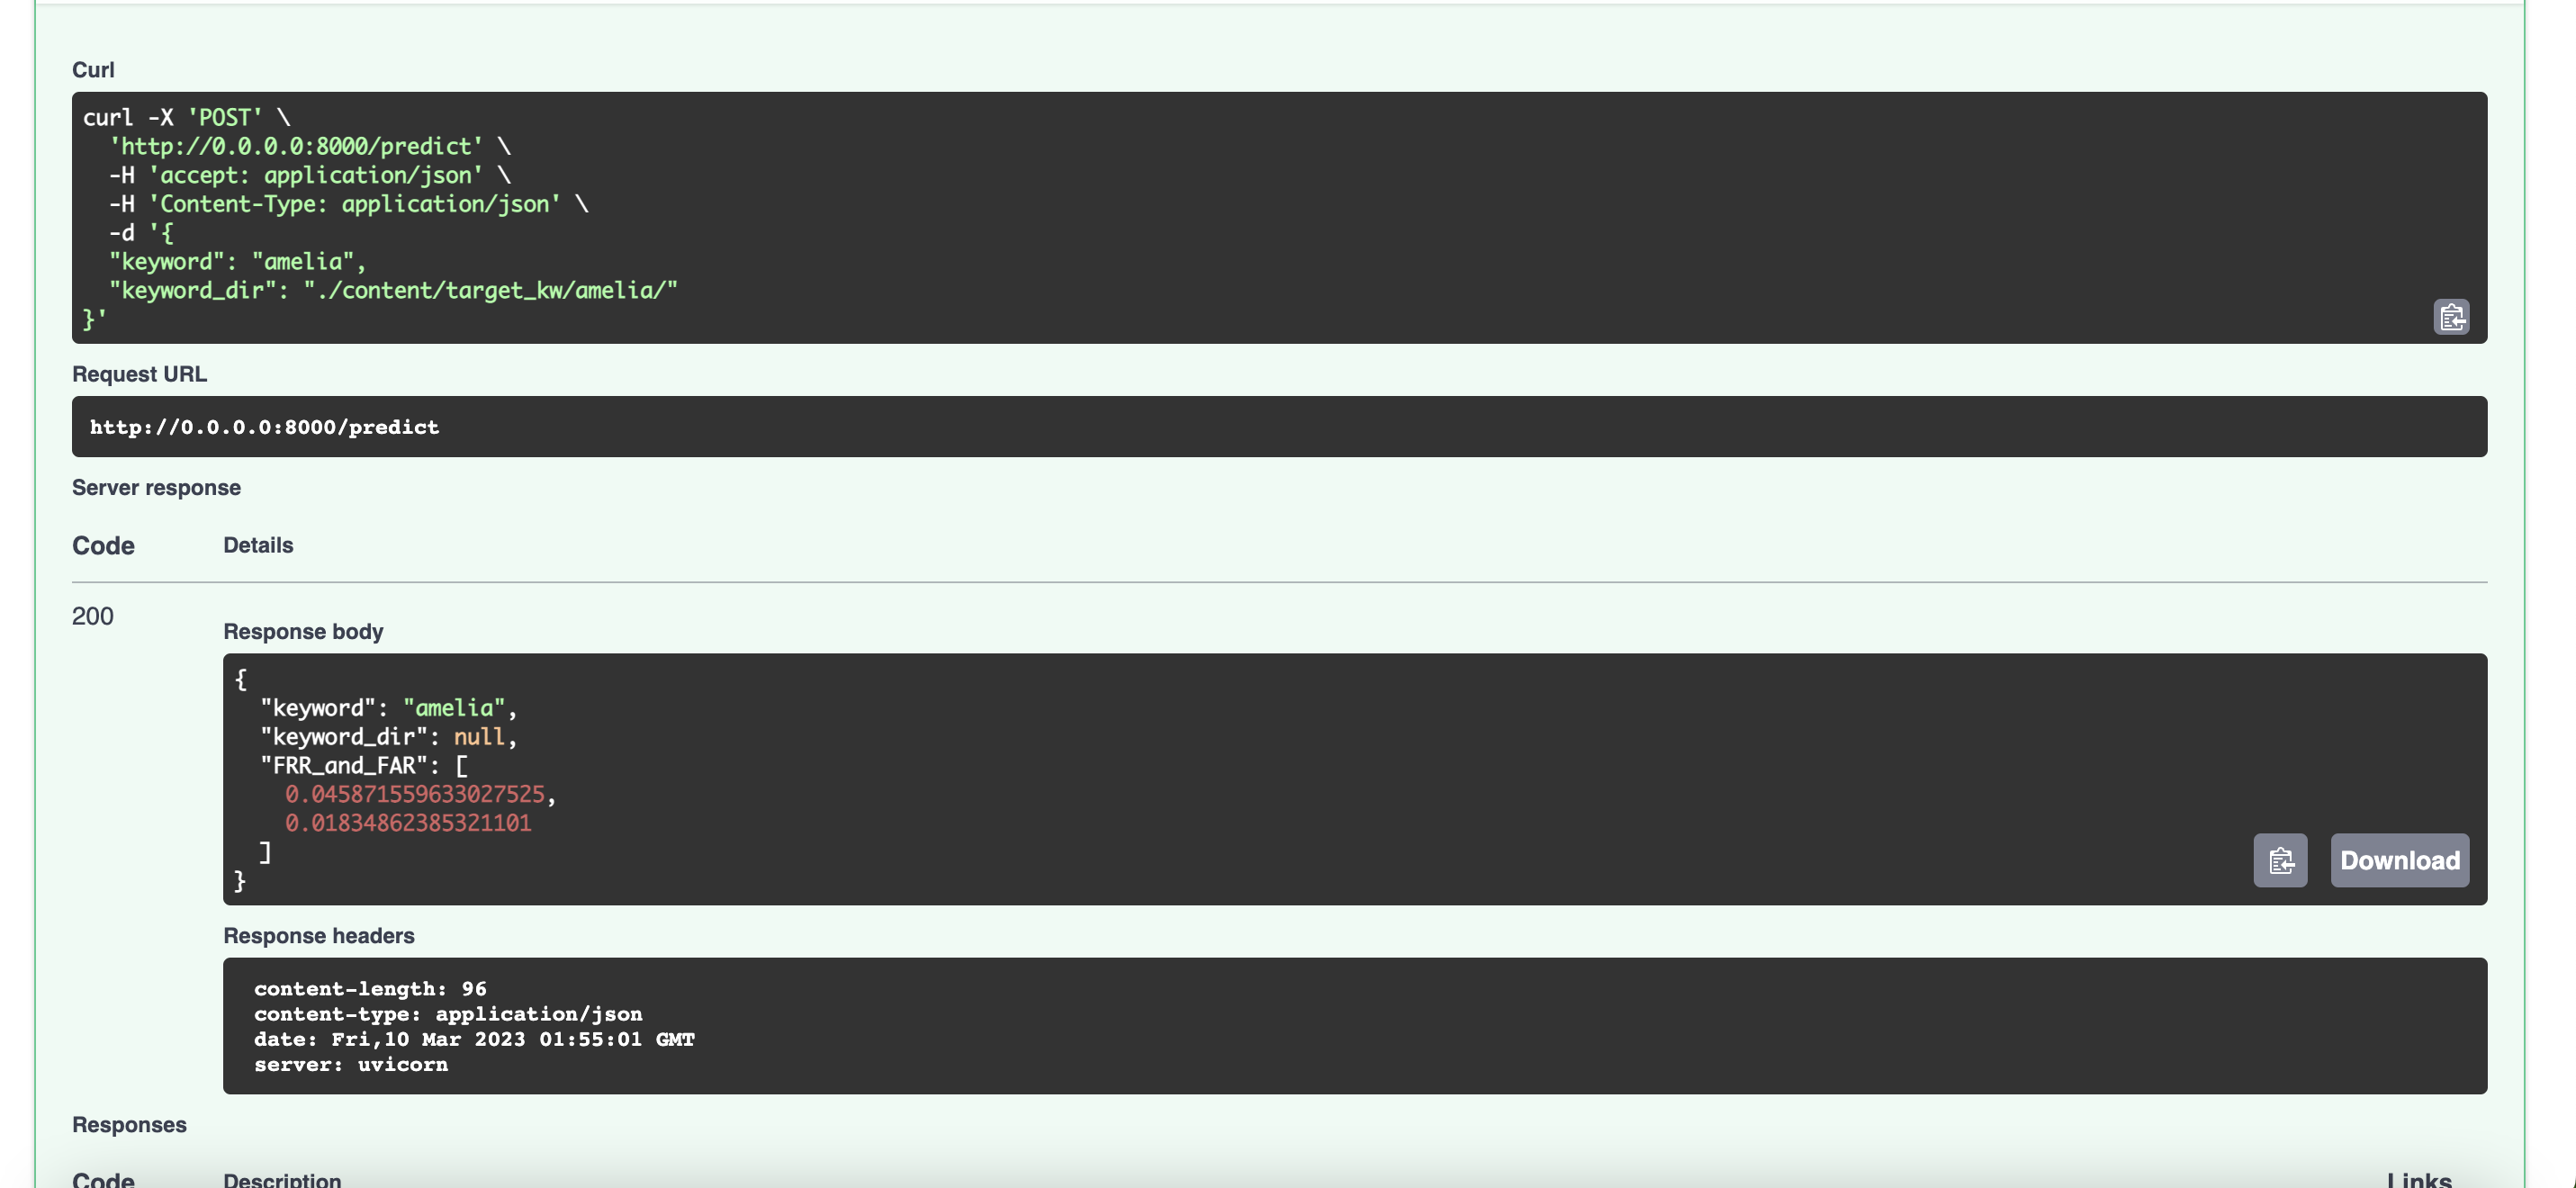 Curl
curl -X 'POST' \
'http://0.0.0.0:8000/predict' \
-H 'accept: application/json' \
-H 'Content-Type: application/json' \
-d '{
"keyword": "amelia",
"keyword_dir": "./content/target_kw/amelia/"
}'
Request URL
http://0.0.0.0:8000/predict
Server response
Code Details
200
Response body
{
"keyword": "amelia",
"keyword_dir": null,
"FRR_and_FAR": [
0.045871559633027525,
0.01834862385321101
]
}
Download
Response headers
content-length: 96
content-type: application/json
date: Fri,10 Mar 2023 01:55:01 GMT
server: uvicorn
Responses
Code Description Links